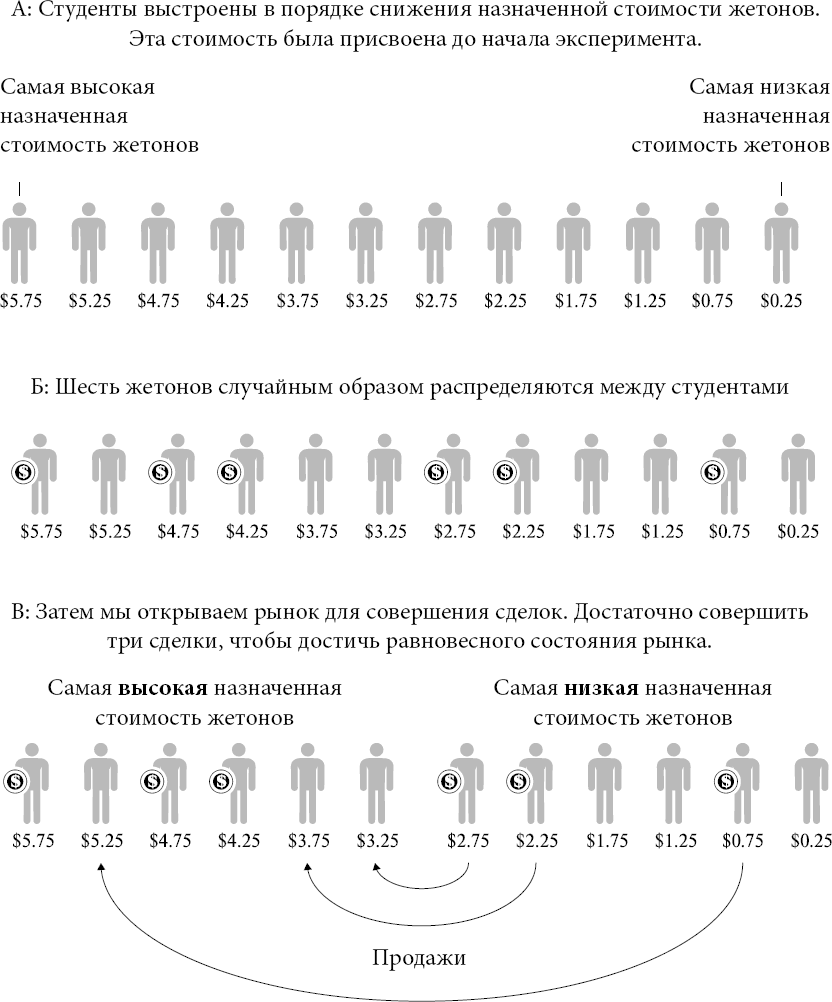 А: Студенты выстроены в порядке снижения назначенной стоимости жетонов.
Эта стоимость была присвоена до начала эксперимента.
Самая высокая
назначенная
стоимость жетонов
Самая низкая
назначенная
стоимость жетонов
$5.75 $5.25 $4.75 $4.25 $3.75 $3.25 $2.75 $2.25 $1.75 $1.25 $0.75 $0.25
Б: Шесть жетонов случайным образом распределяются между студентами
$ $ $ $ $ $
$5.75 $5.25 $4.75 $4.25 $3.75 $3.25 $2.75 $2.25 $1.75 $1.25 $0.75 $0.25
В: Затем мы открываем рынок для совершения сделок. Достаточно совершить
три сделки, чтобы достичь равновесного состояния рынка.
Самая высокая назначенная
стоимость жетонов
Самая низкая назначенная
стоимость жетонов
$ $ $ $ $ $
$5.75 $5.25 $4.75 $4.25 $3.75 $3.25 $2.75 $2.25 $1.75 $1.25 $0.75 $0.25
Продажи